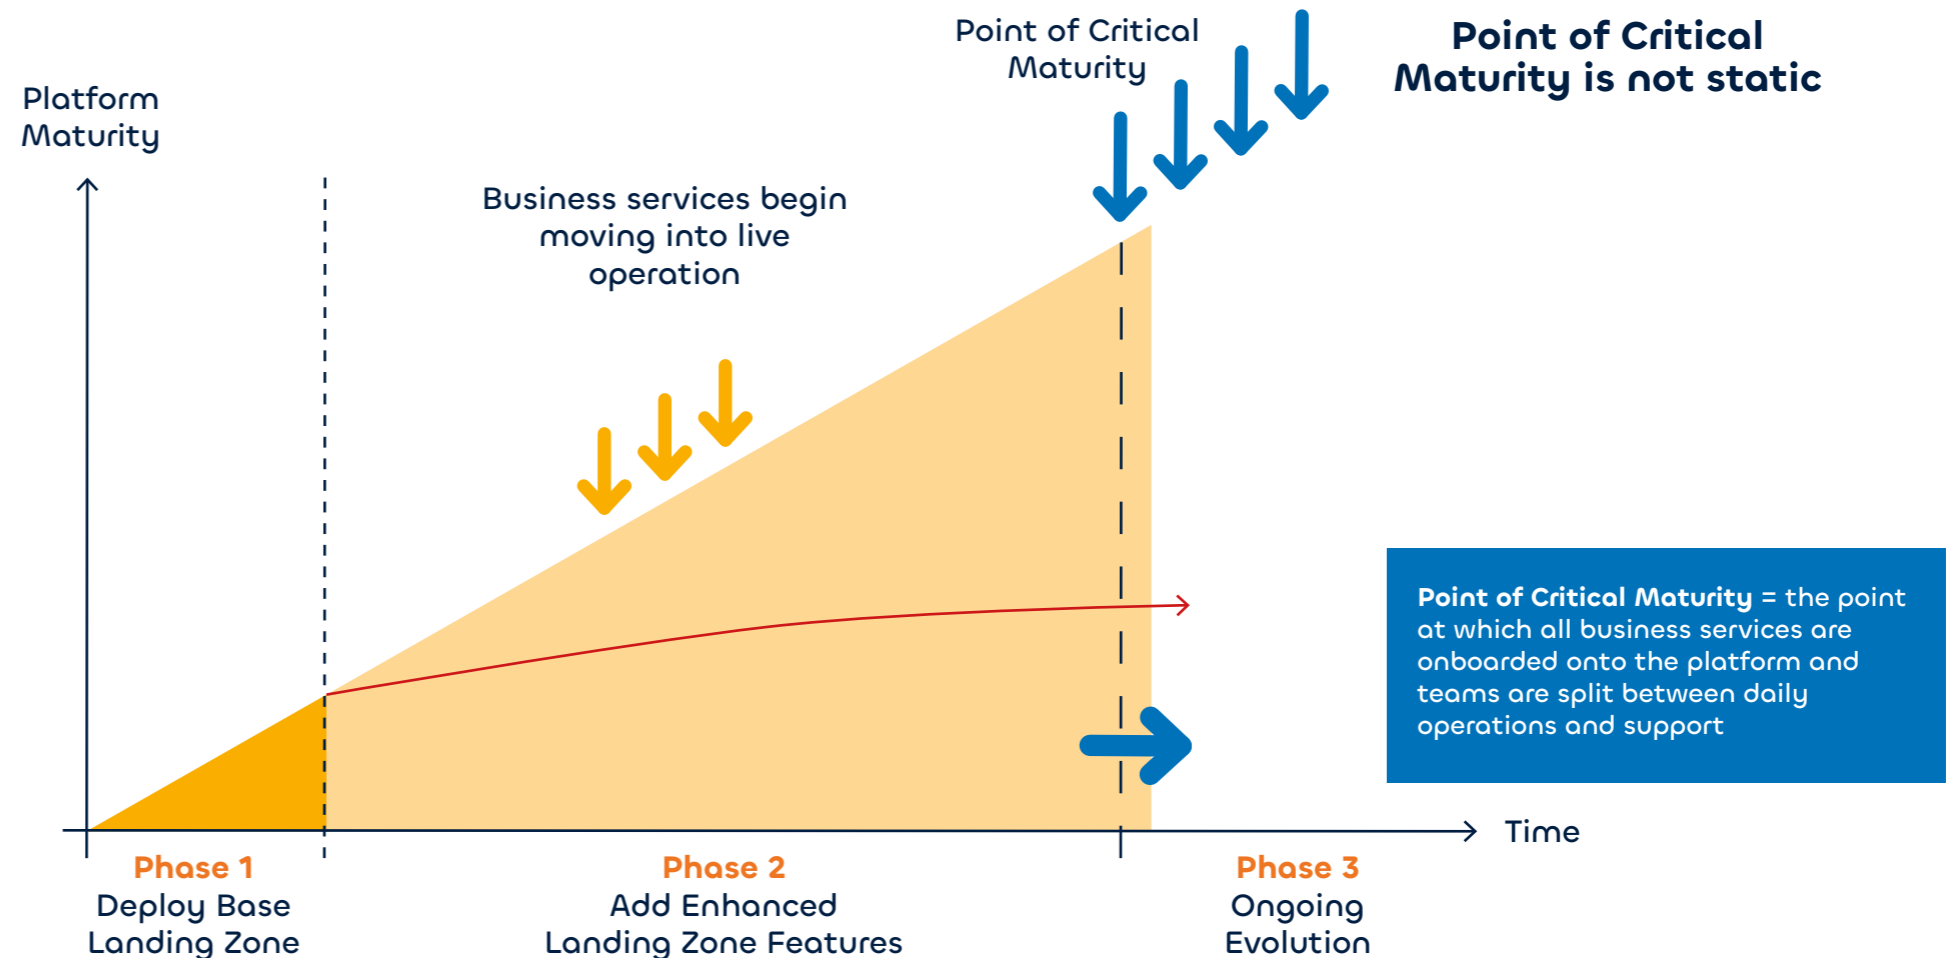 Point of Critical
Maturity
Point of Critical
Maturity is not static
Platform
Maturity
Business services begin
moving into live
operation
Point of Critical Maturity = the point
at which all business services are
onboarded onto the platform and
teams are split between daily
operations and support
Time
Phase 1
Deploy Base
Landing Zone
Phase 2
Add Enhanced
Landing Zone Features
Phase 3
Ongoing
Evolution